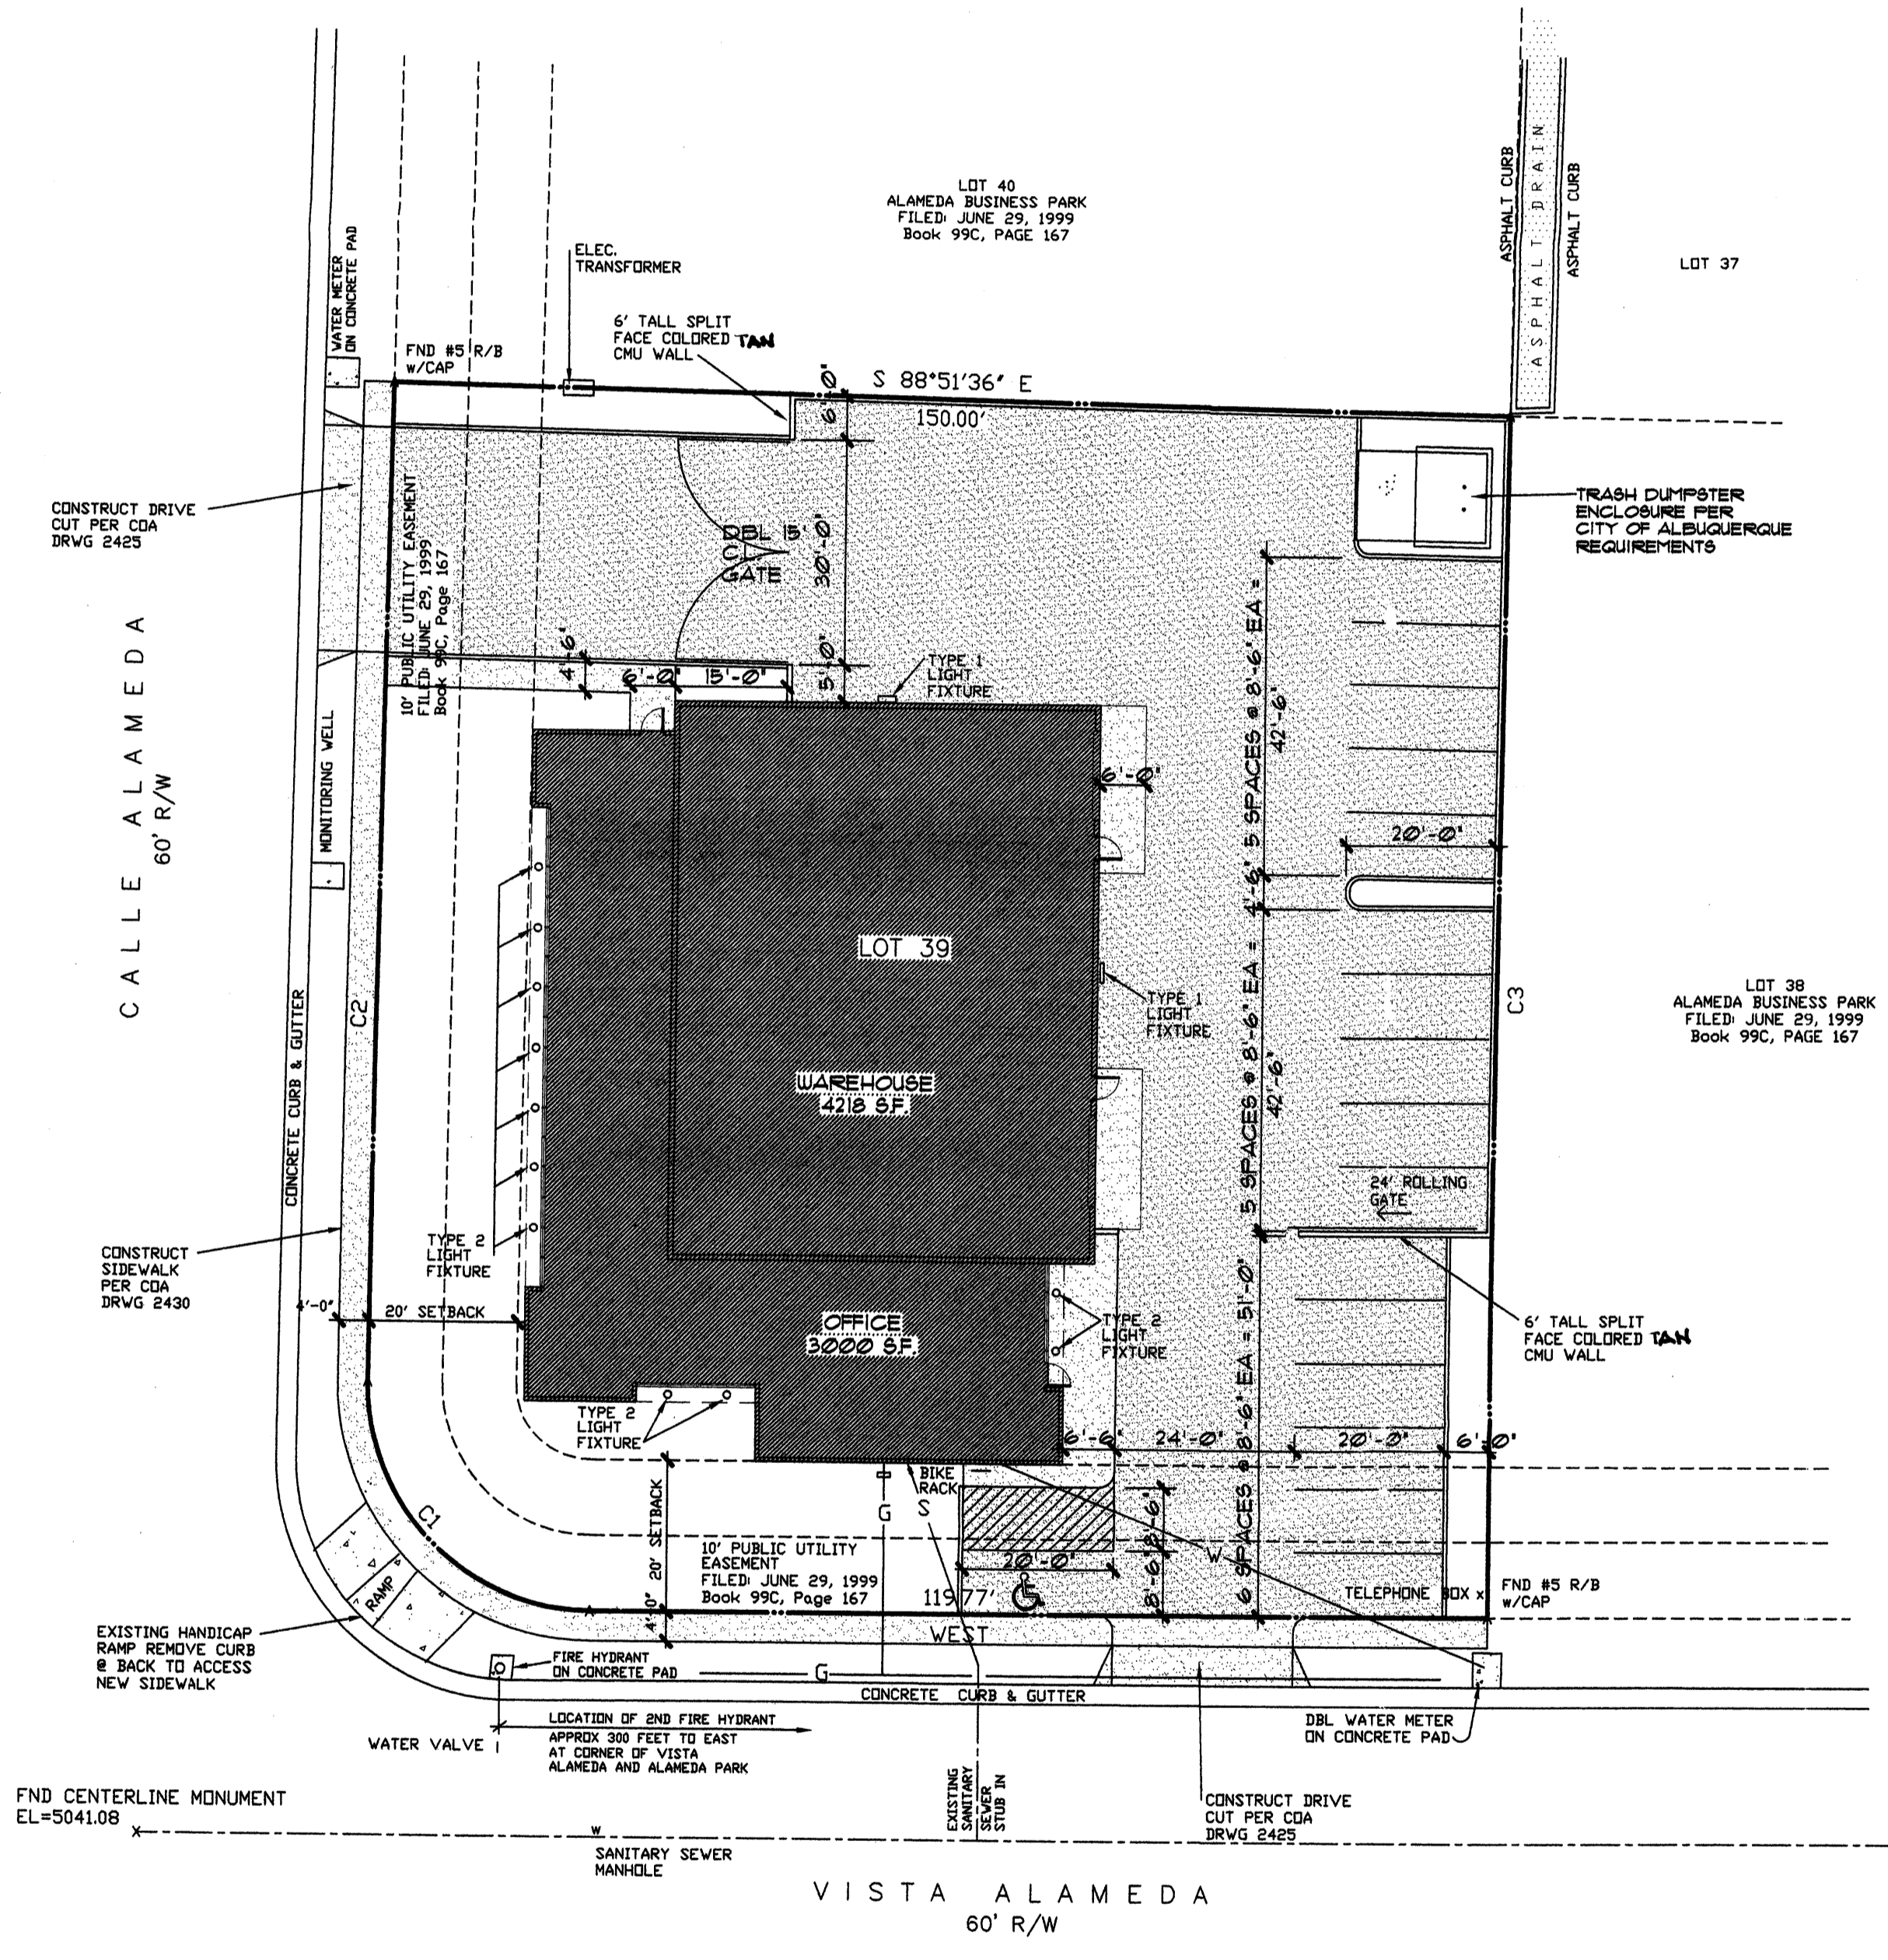 LOT 40
ALAMEDA BUSINESS PARK
FILED: JUNE 29, 1999
Book 99C, PAGE 167
ASPHALT CURB
ASPHALT DRAIN
ASPHALT CURB
LOT 37
WATER METER
ON CONCRETE PAD
ELEC.
TRANSFORMER
6' TALL SPLIT
FACE COLORED TAN
CMU WALL
FND #5 R/B
w/CAP
S 88°51'36" E
150.00'
6'-0"
CONSTRUCT DRIVE
CUT PER COA
DRWG 2425
10' PUBLIC UTILITY EASEMENT
FILED: JUNE 29, 1999
Book 99C, Page 167
DBL 15'
C.L.
GATE
30'-0"
TRASH DUMPSTER
ENCLOSURE PER
CITY OF ALBUQUERQUE
REQUIREMENTS
CALLE ALAMEDA
60' R/W
4'-6"
6'-0"
15'-0"
5'-0"
TYPE 1
LIGHT
FIXTURE
MONITORING WELL
6'-0"
5 SPACES @ 8'-6" EA =
42'-6"
20'-0"
4'-6"
LOT 39
C2
CONCRETE CURB & GUTTER
TYPE 1
LIGHT
FIXTURE
5 SPACES @ 8'-6" EA =
42'-6"
C3
LOT 38
ALAMEDA BUSINESS PARK
FILED: JUNE 29, 1999
Book 99C, PAGE 167
WAREHOUSE
4218 S.F.
24' ROLLING
GATE
TYPE 2
LIGHT
FIXTURE
CONSTRUCT
SIDEWALK
PER COA
DRWG 2430
4'-0"
20' SETBACK
OFFICE
3000 S.F.
TYPE 2
LIGHT
FIXTURE
6 SPACES @ 8'-6" EA = 51'-0"
6' TALL SPLIT
FACE COLORED TAN
CMU WALL
TYPE 2
LIGHT
FIXTURE
6'-6"
24'-0"
20'-0"
6'-0"
BIKE
RACK
G
S
C1
20' SETBACK
4'-0"
8'-6"
8'-6"
W
10' PUBLIC UTILITY
EASEMENT
FILED: JUNE 29, 1999
Book 99C, Page 167
20'-0"
119.77'
WEST
TELEPHONE BOX x
FND #5 R/B
w/CAP
RAMP
EXISTING HANDICAP
RAMP REMOVE CURB
@ BACK TO ACCESS
NEW SIDEWALK
FIRE HYDRANT
ON CONCRETE PAD
G
CONCRETE CURB & GUTTER
LOCATION OF 2ND FIRE HYDRANT
APPROX 300 FEET TO EAST
AT CORNER OF VISTA
ALAMEDA AND ALAMEDA PARK
WATER VALVE
DBL WATER METER
ON CONCRETE PAD
EXISTING
SANITARY
SEWER
STUB IN
CONSTRUCT DRIVE
CUT PER COA
DRWG 2425
FND CENTERLINE MONUMENT
EL=5041.08
x
W
SANITARY SEWER
MANHOLE
VISTA ALAMEDA
60' R/W